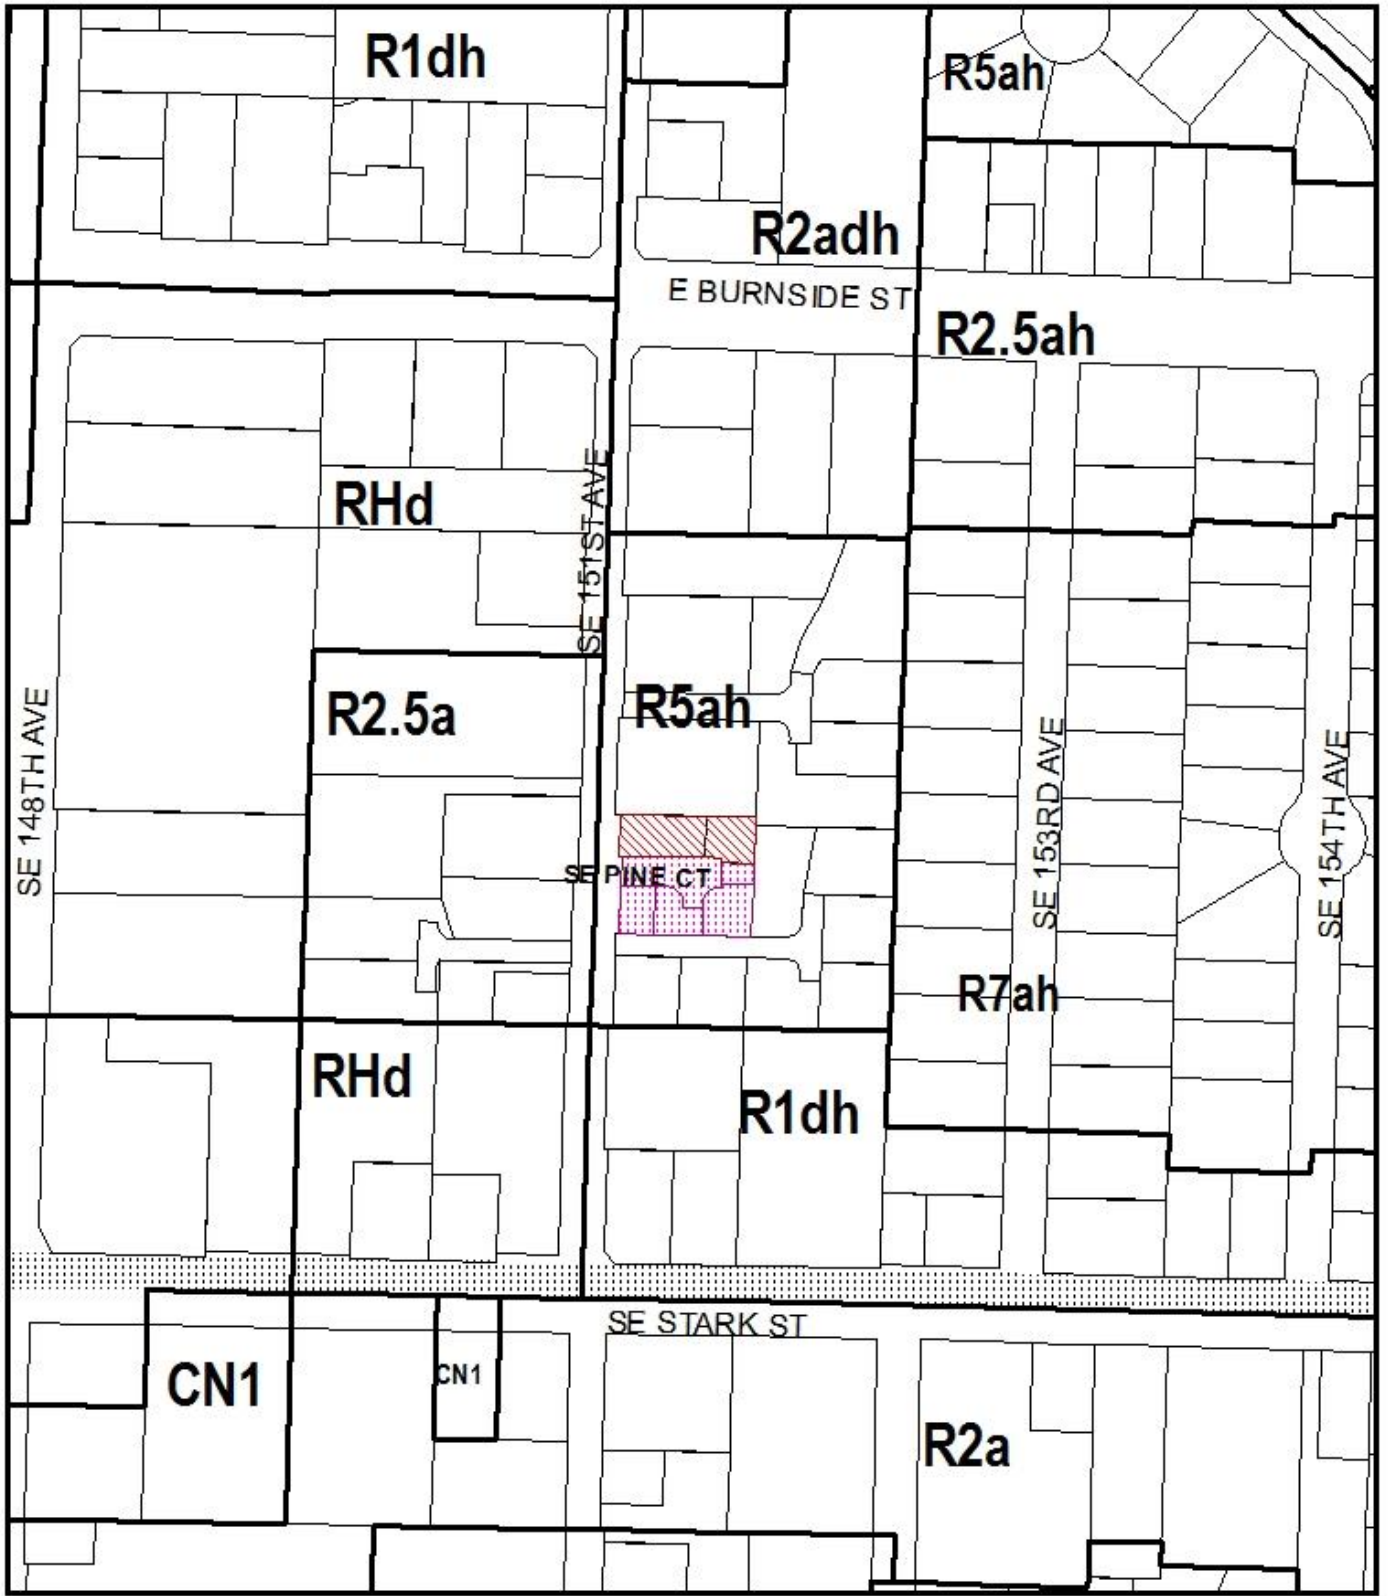 R1dh
R5ah
R2adh
E BURNSIDE ST
R2.5ah
RHd
SE 151ST AVE
R2.5a
R5ah
SE 148TH AVE
SE 153RD AVE
SE 154TH AVE
SE PINE CT
R7ah
RHd
R1dh
SE STARK ST
CN1
CN1
R2a